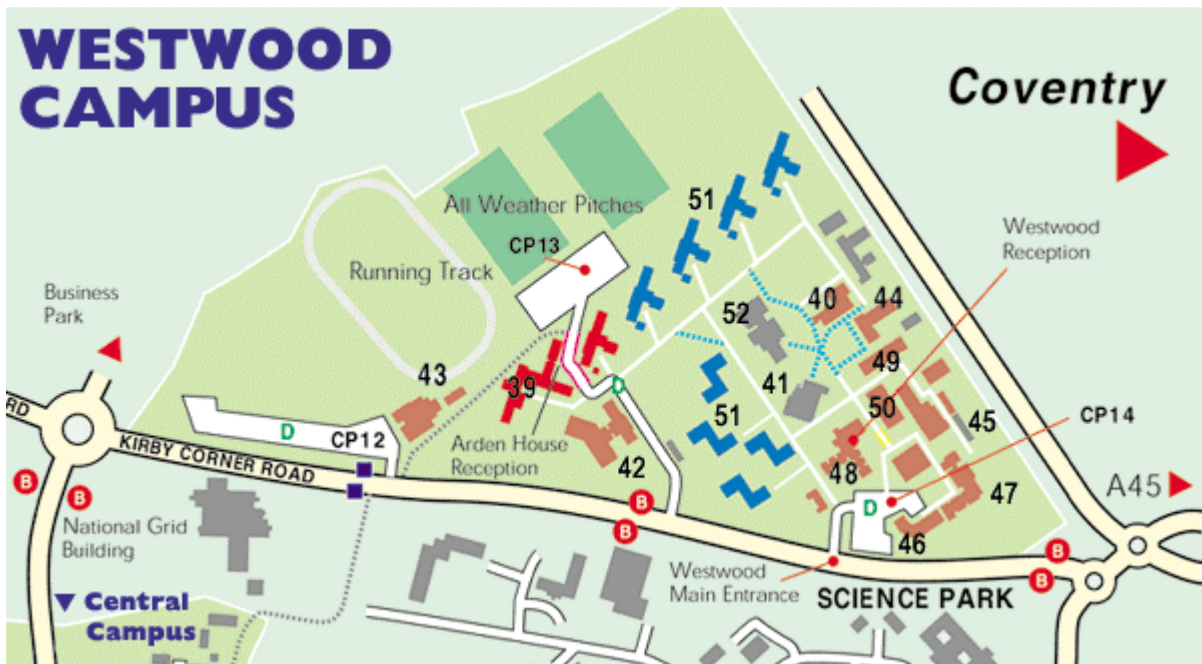 WESTWOOD
CAMPUS
Coventry
All Weather Pitches
51
Westwood
Reception
CP13
Running Track
Business
Park
52
40
44
43
39
D
49
41
RD
D
CP12
KIRBY CORNER ROAD
Arden House
Reception
51
50
45
CP14
42
48
47
A45
B
B
National Grid
Building
B
B
D
46
Westwood
Main Entrance
SCIENCE PARK
B
B
Central
Campus